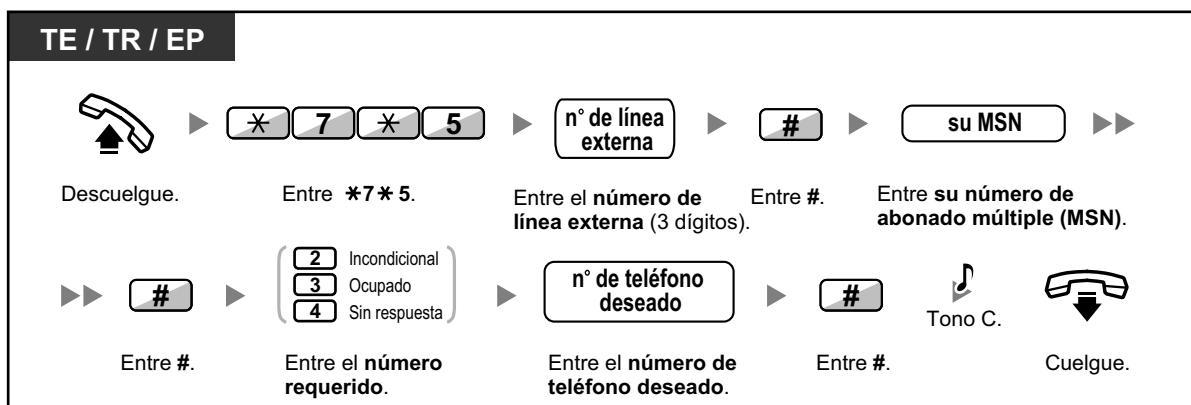 TE / TR / EP
✳ 7 ✳ 5
n° de línea
externa
#
su MSN
Descuelgue.
Entre ✳7✳ 5.
Entre el número de
línea externa (3 dígitos).
Entre #.
Entre su número de
abonado múltiple (MSN).
#
2 Incondicional
3 Ocupado
4 Sin respuesta
n° de teléfono
deseado
#
Tono C.
Entre #.
Entre el número
requerido.
Entre el número de
teléfono deseado.
Entre #.
Cuelgue.